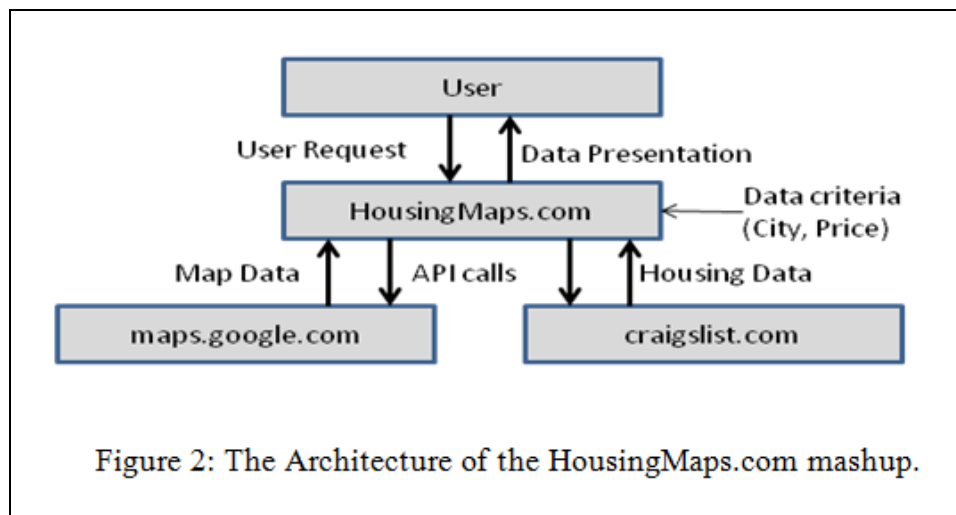 User
User Request
Data Presentation
HousingMaps.com
Data criteria
(City, Price)
Map Data
API calls
Housing Data
maps.google.com
craigslist.com
Figure 2: The Architecture of the HousingMaps.com mashup.